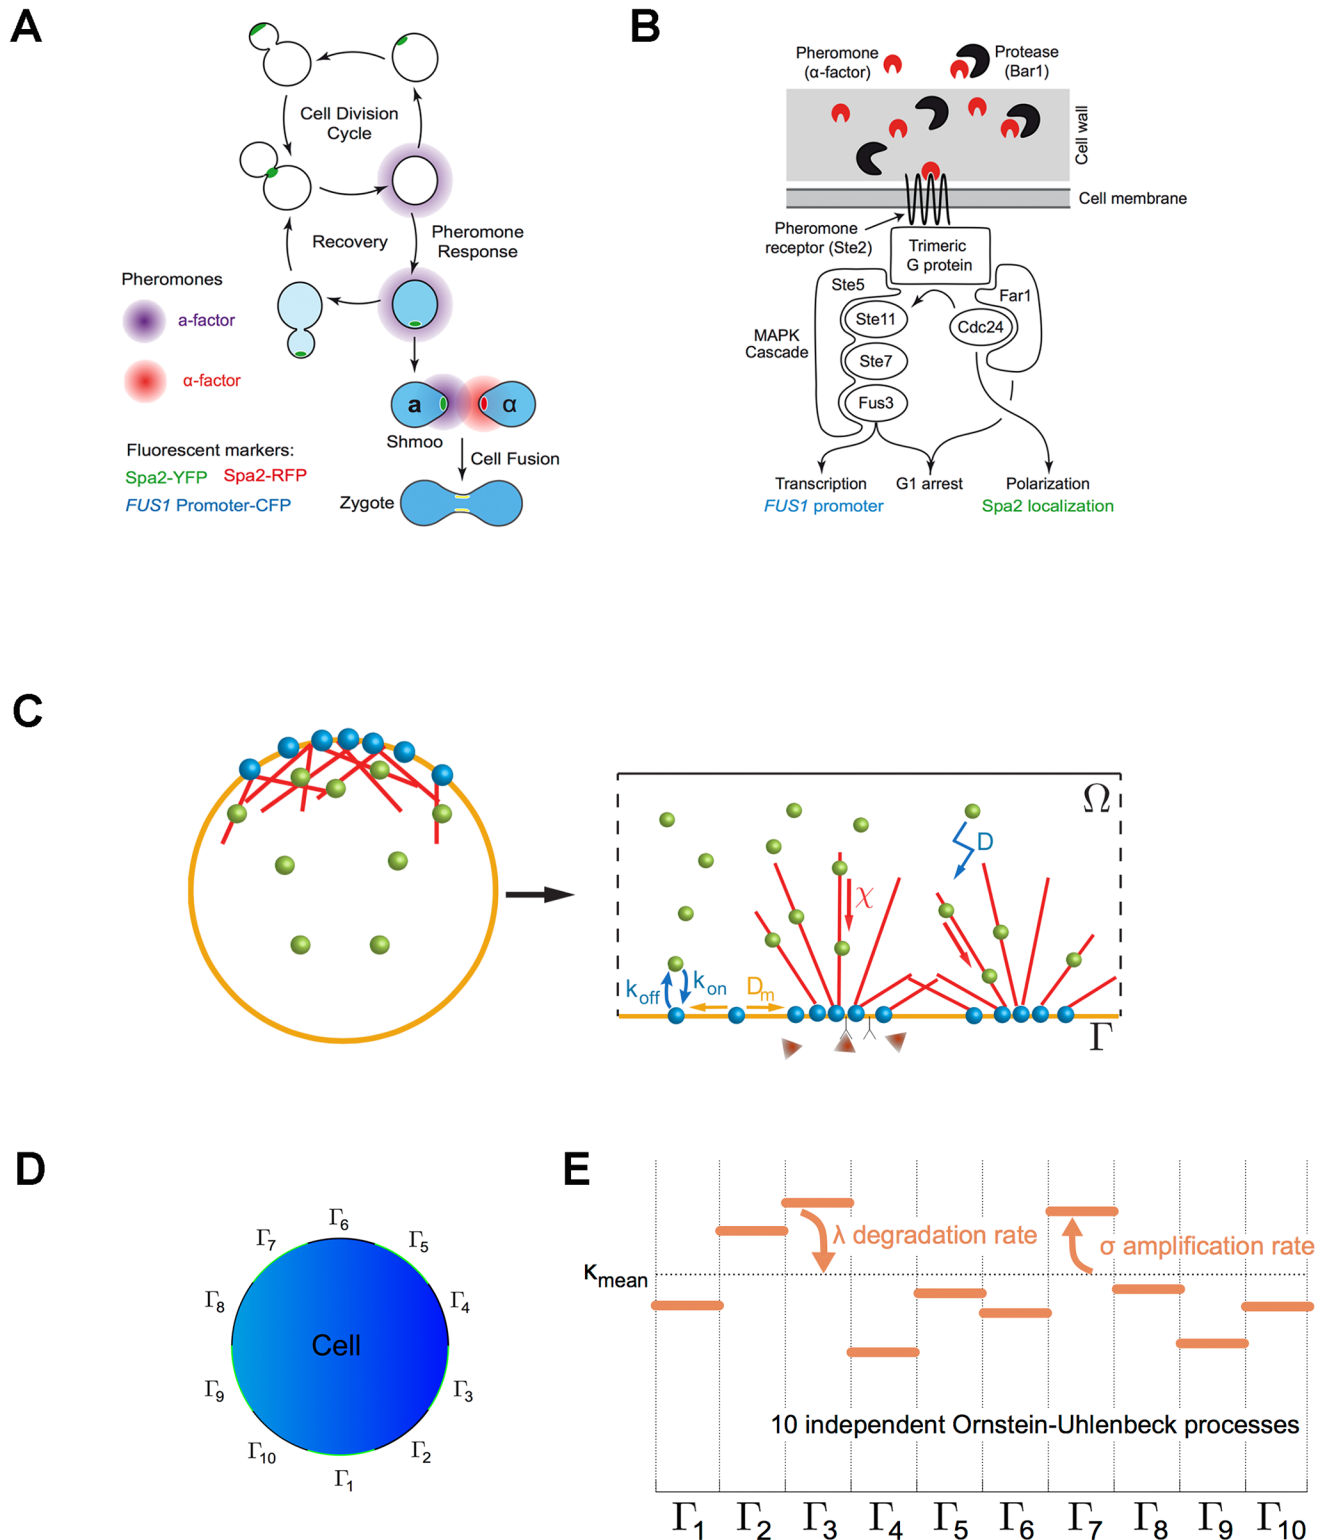 A
Cell Division
Cycle
Recovery
Pheromone
Response
Pheromones
a-factor
α-factor
a
α
Shmoo
Cell Fusion
Zygote
Fluorescent markers:
Spa2-YFP Spa2-RFP
FUS1 Promoter-CFP
B
Pheromone
(α-factor)
Protease
(Bar1)
Cell wall
Cell membrane
Pheromone
receptor (Ste2)
Trimeric
G protein
Ste5
Far1
Ste11
Cdc24
MAPK
Cascade
Ste7
Fus3
Transcription
FUS1 promoter
G1 arrest
Polarization
Spa2 localization
C
Ω
D
χ
koff
kon
Dm
Γ
D
Γ6
Γ7
Γ5
Γ8
Γ4
Cell
Γ9
Γ3
Γ10
Γ2
Γ1
E
λ degradation rate
σ amplification rate
κmean
10 independent Ornstein-Uhlenbeck processes
Γ1 Γ2 Γ3 Γ4 Γ5 Γ6 Γ7 Γ8 Γ9 Γ10